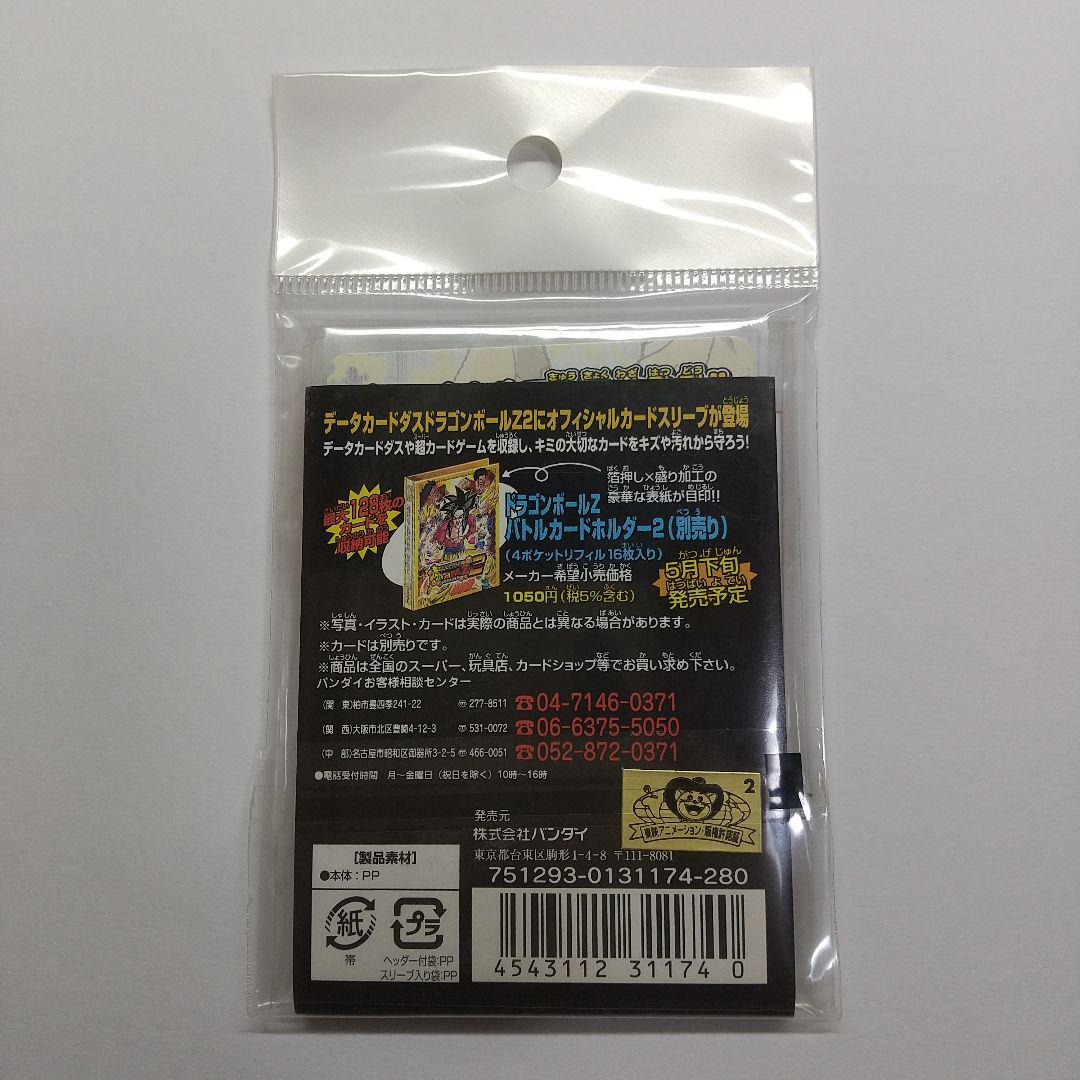 データカードダスドラゴンボールZ2にオフィシャルカードスリーブが登場
データカードダスや超カードゲームを収録し、キミの大切なカードをキズや汚れから守ろう!
最大128枚の
カードを
収納可能
箔押し×盛り加工の
豪華な表紙が目印!!
ドラゴンボールZ
バトルカードホルダー2(別売り)
(4ポケットリフィル16枚入り)
メーカー希望小売価格
1050円(税5%含む)
5月下旬
発売予定
※写真・イラスト・カードは実際の商品とは異なる場合があります。
※カードは別売りです。
※商品は全国のスーパー、玩具店、カードショップ等でお買い求め下さい。
バンダイお客様相談センター
(関 東)柏市豊四季241-22 〒277-8511 ☎04-7146-0371
(関 西)大阪市北区豊崎4-12-3 〒531-0072 ☎06-6375-5050
(中 部)名古屋市昭和区御器所3-2-5 〒466-0051 ☎052-872-0371
●電話受付時間 月~金曜日(祝日を除く)10時~16時
2
東映アニメーション・版権許諾証
発売元
株式会社バンダイ
東京都台東区駒形1-4-8 〒111-8081
751293-0131174-280
[製品素材]
●本体:PP
紙
帯
プラ
ヘッダー付袋:PP
スリーブ入り袋:PP
4543112 311740